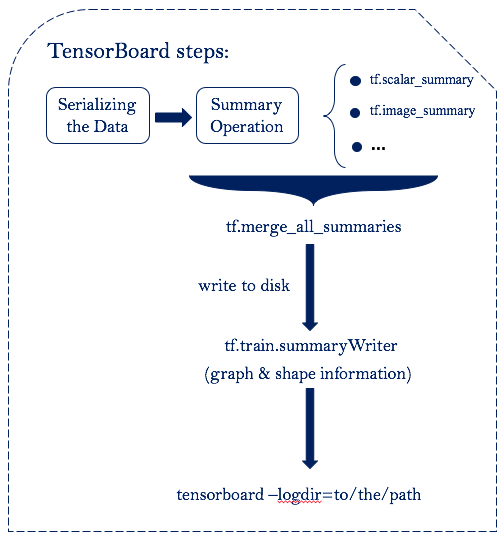 TensorBoard steps:
Serializing
the Data
Summary
Operation
tf.scalar_summary
tf.image_summary
...
tf.merge_all_summaries
write to disk
tf.train.summaryWriter
(graph & shape information)
tensorboard –logdir=to/the/path